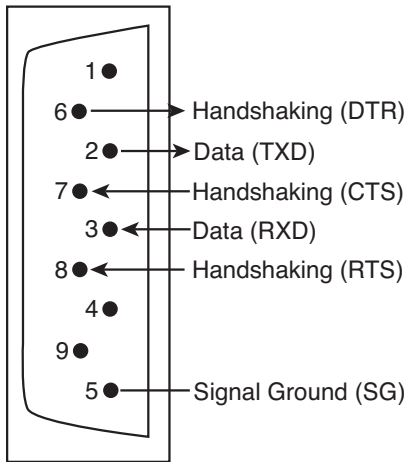 1
6 Handshaking (DTR)
2 Data (TXD)
7 Handshaking (CTS)
3 Data (RXD)
8 Handshaking (RTS)
4
9
5 Signal Ground (SG)